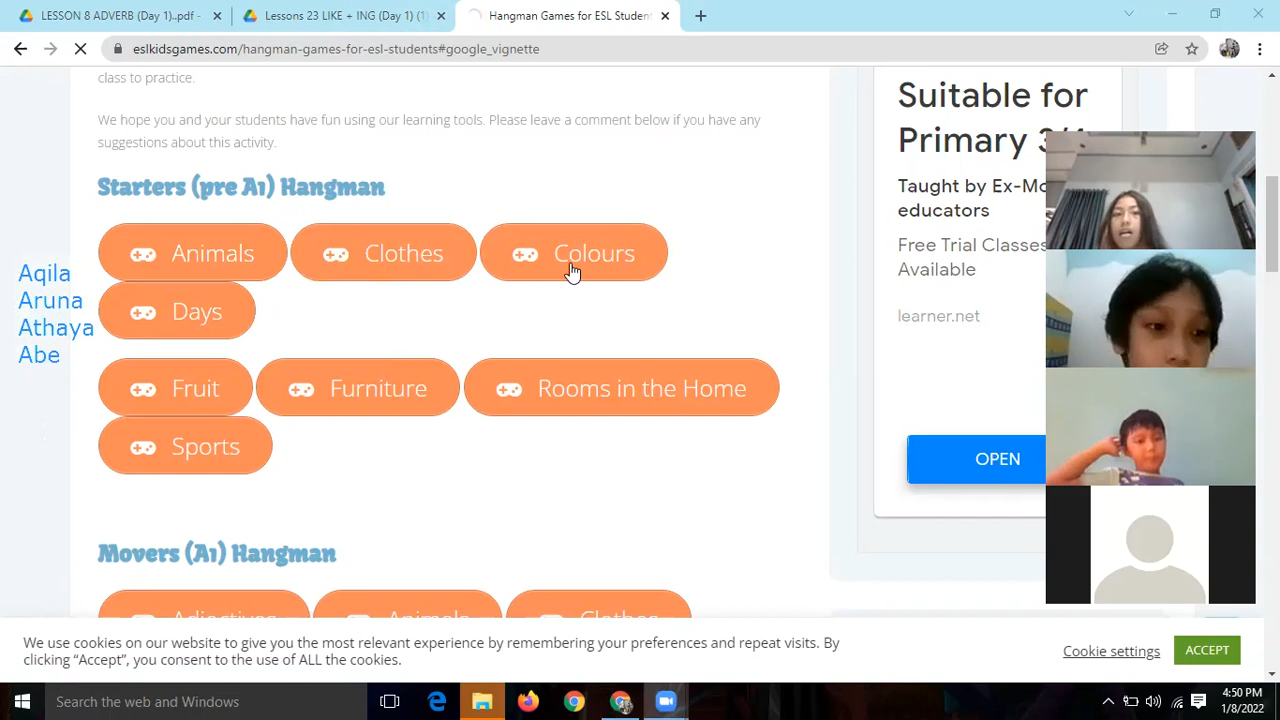 LESSON 8 ADVERB (Day 1)..pdf -
Lessons 23 LIKE + ING (Day 1) (1)
Hangman Games for ESL Student
eslkidsgames.com/hangman-games-for-esl-students#google_vignette
class to practice.
We hope you and your students have fun using our learning tools. Please leave a comment below if you have any
suggestions about this activity.
Starters (pre A1) Hangman
Animals
Clothes
Colours
Days
Fruit
Furniture
Rooms in the Home
Sports
Movers (A1) Hangman
Adjectives
Animals
Clothes
Aqila
Aruna
Athaya
Abe
Suitable for
Primary 3/4
Taught by Ex-Mo
educators
Free Trial Classes
Available
learner.net
OPEN
We use cookies on our website to give you the most relevant experience by remembering your preferences and repeat visits. By
clicking “Accept”, you consent to the use of ALL the cookies.
Cookie settings
ACCEPT
Search the web and Windows
4:50 PM
1/8/2022